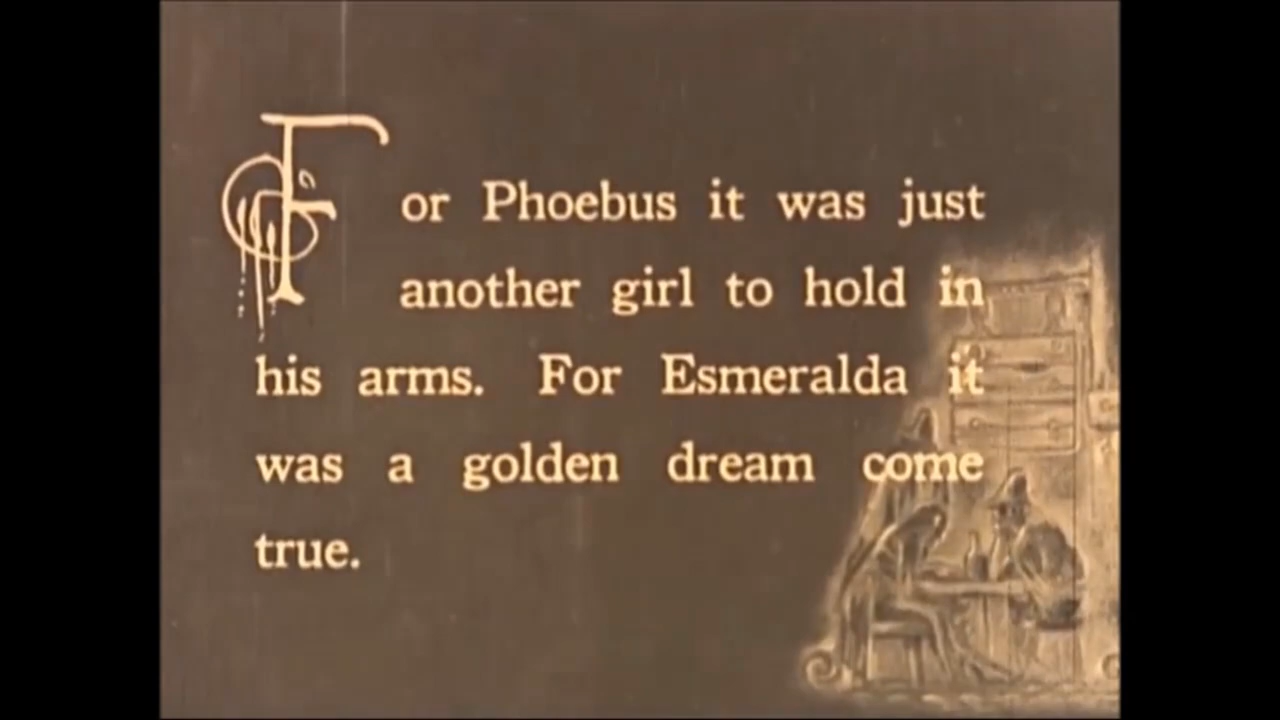 For Phoebus it was just
another girl to hold in
his arms. For Esmeralda it
was a golden dream come
true.